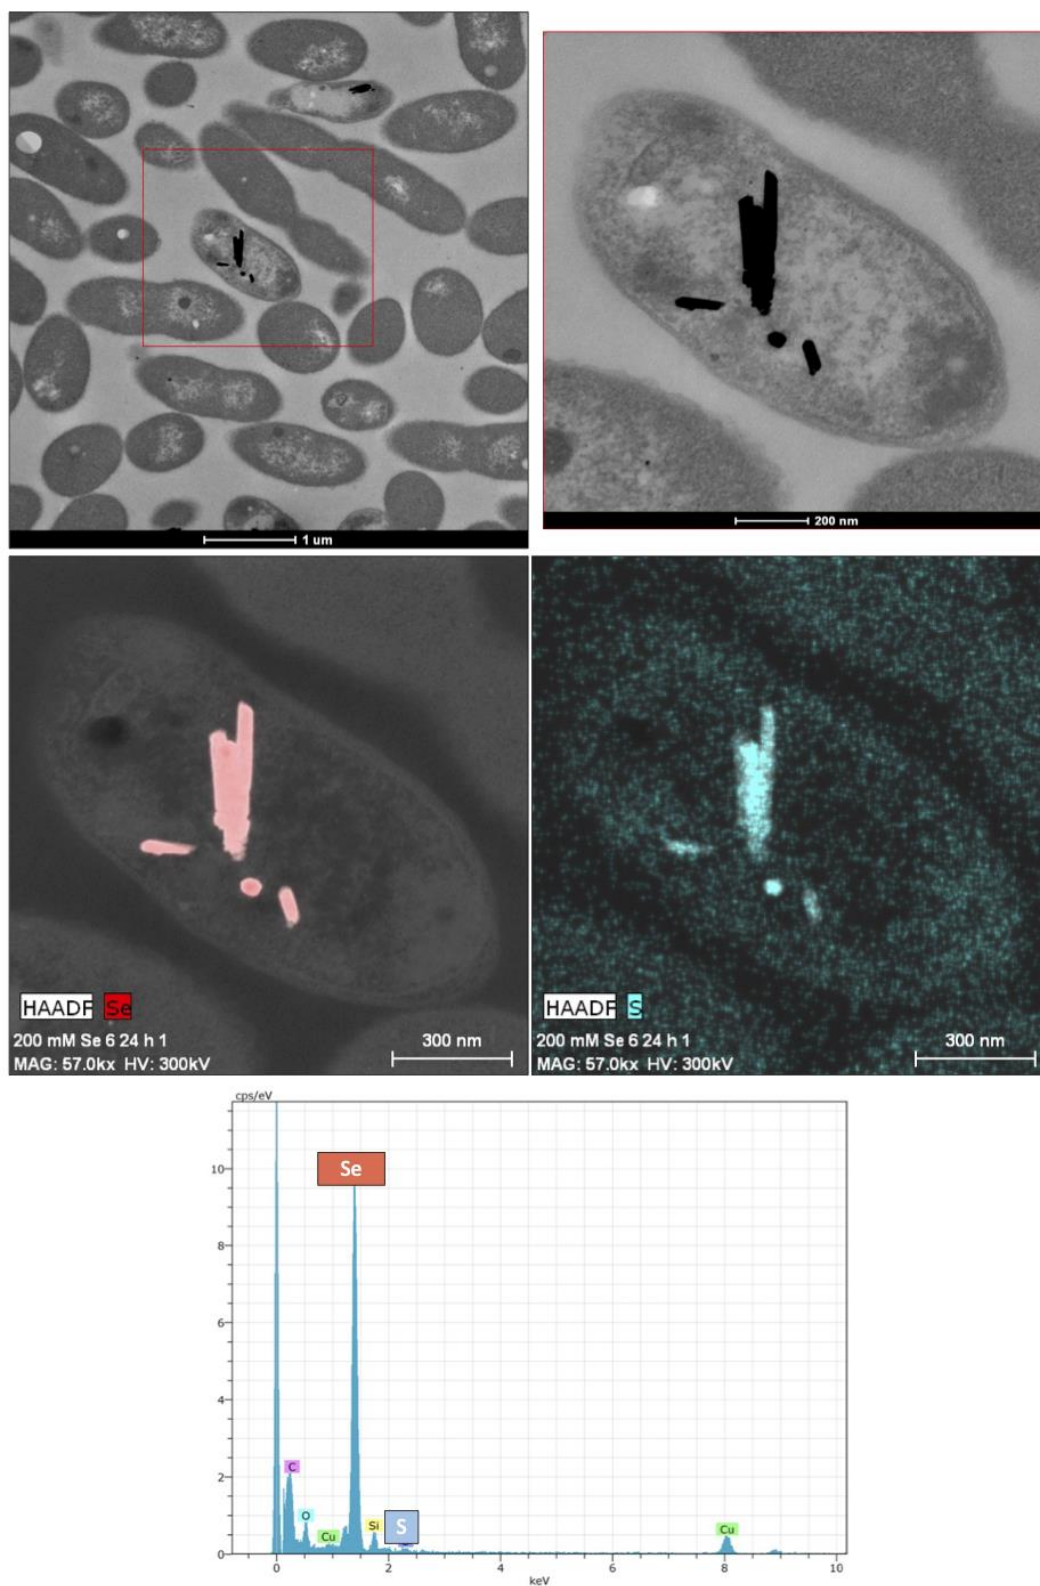 1 um
200 nm
HAADF Se
200 mM Se 6 24 h 1
MAG: 57.0kx HV: 300kV
300 nm
HAADF S
200 mM Se 6 24 h 1
MAG: 57.0kx HV: 300kV
300 nm
cps/eV
10
8
6
4
2
0
Se
C
O
Cu
Si
S
Cu
0
2
4
6
8
10
keV